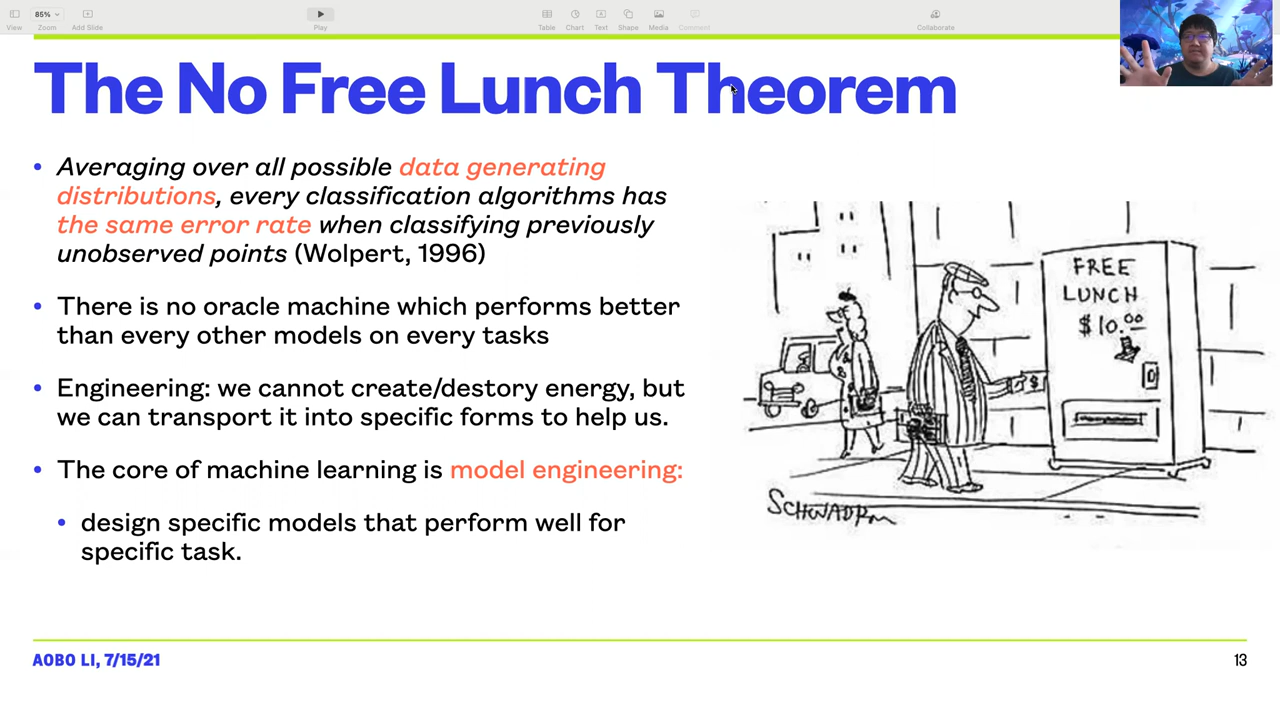 85%
View
Zoom
Add Slide
Play
Table
Chart
Text
Shape
Media
Comment
Collaborate
The No Free Lunch Theorem
• Averaging over all possible data generating
distributions, every classification algorithms has
the same error rate when classifying previously
unobserved points (Wolpert, 1996)
• There is no oracle machine which performs better
than every other models on every tasks
• Engineering: we cannot create/destory energy, but
we can transport it into specific forms to help us.
• The core of machine learning is model engineering:
• design specific models that perform well for
specific task.
FREE
LUNCH
$10.00
SCHWADRON
AOBO LI, 7/15/21
13